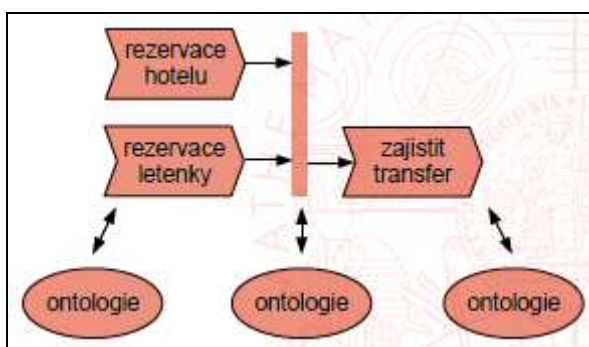 rezervace
hotelu
rezervace
letenky
zajistit
transfer
ontologie
ontologie
ontologie